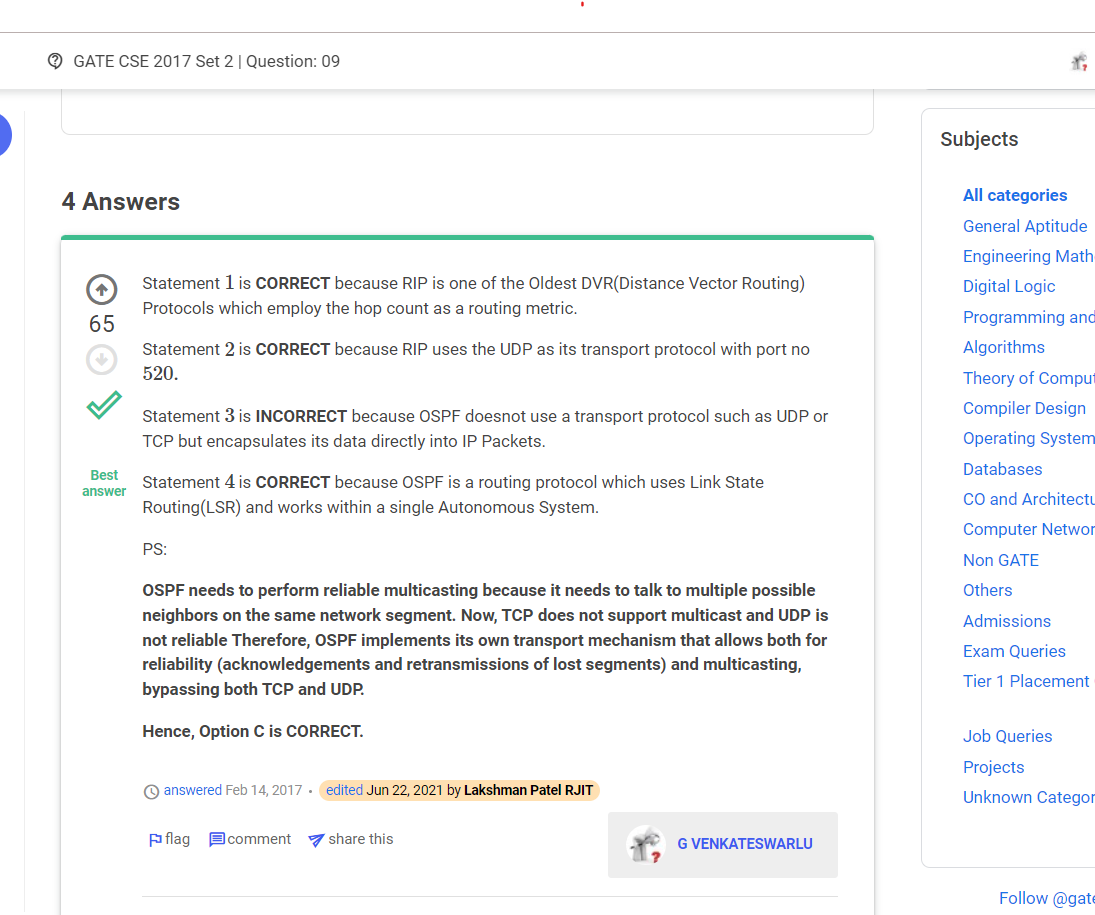 GATE CSE 2017 Set 2 | Question: 09
4 Answers
65
Best
answer
Statement 1 is CORRECT because RIP is one of the Oldest DVR(Distance Vector Routing)
Protocols which employ the hop count as a routing metric.
Statement 2 is CORRECT because RIP uses the UDP as its transport protocol with port no
520.
Statement 3 is INCORRECT because OSPF doesnot use a transport protocol such as UDP or
TCP but encapsulates its data directly into IP Packets.
Statement 4 is CORRECT because OSPF is a routing protocol which uses Link State
Routing(LSR) and works within a single Autonomous System.
PS:
OSPF needs to perform reliable multicasting because it needs to talk to multiple possible
neighbors on the same network segment. Now, TCP does not support multicast and UDP is
not reliable Therefore, OSPF implements its own transport mechanism that allows both for
reliability (acknowledgements and retransmissions of lost segments) and multicasting,
bypassing both TCP and UDP.
Hence, Option C is CORRECT.
answered Feb 14, 2017 • edited Jun 22, 2021 by Lakshman Patel RJIT
flag comment share this
G VENKATESWARLU
Subjects
All categories
General Aptitude
Engineering Math
Digital Logic
Programming and
Algorithms
Theory of Comput
Compiler Design
Operating System
Databases
CO and Architectu
Computer Networ
Non GATE
Others
Admissions
Exam Queries
Tier 1 Placement
Job Queries
Projects
Unknown Categor
Follow @gate